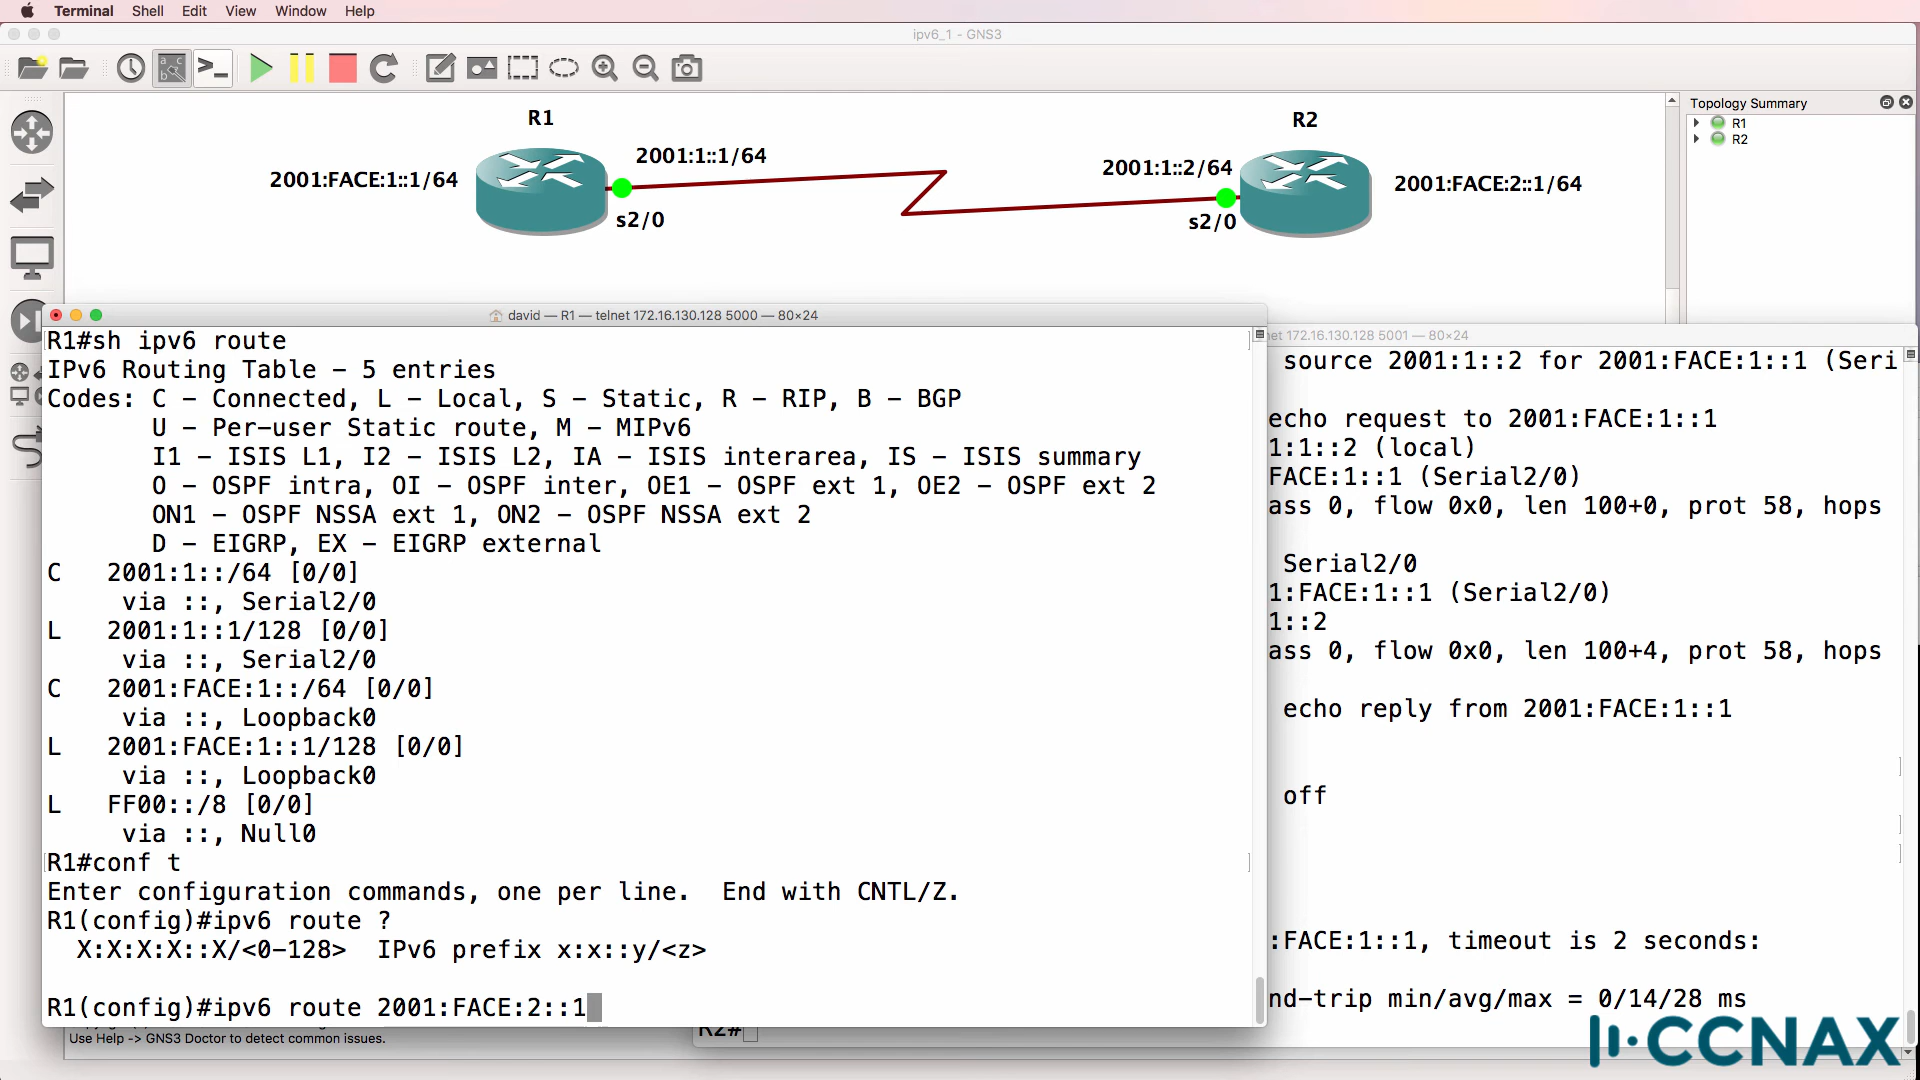 Terminal Shell Edit View Window Help
ipv6_1 - GNS3
Topology Summary
R1
R2
R1
R2
2001:FACE:1::1/64
2001:1::1/64
s2/0
2001:1::2/64
s2/0
2001:FACE:2::1/64
david — R1 — telnet 172.16.130.128 5000 — 80×24
R1#sh ipv6 route
IPv6 Routing Table - 5 entries
Codes: C - Connected, L - Local, S - Static, R - RIP, B - BGP
U - Per-user Static route, M - MIPv6
I1 - ISIS L1, I2 - ISIS L2, IA - ISIS interarea, IS - ISIS summary
O - OSPF intra, OI - OSPF inter, OE1 - OSPF ext 1, OE2 - OSPF ext 2
ON1 - OSPF NSSA ext 1, ON2 - OSPF NSSA ext 2
D - EIGRP, EX - EIGRP external
C 2001:1::/64 [0/0]
via ::, Serial2/0
L 2001:1::1/128 [0/0]
via ::, Serial2/0
C 2001:FACE:1::/64 [0/0]
via ::, Loopback0
L 2001:FACE:1::1/128 [0/0]
via ::, Loopback0
L FF00::/8 [0/0]
via ::, Null0
R1#conf t
Enter configuration commands, one per line. End with CNTL/Z.
R1(config)#ipv6 route ?
X:X:X:X::X/<0-128> IPv6 prefix x:x::y/<z>
R1(config)#ipv6 route 2001:FACE:2::1
net 172.16.130.128 5001 — 80×24
source 2001:1::2 for 2001:FACE:1::1 (Seri
echo request to 2001:FACE:1::1
1:1::2 (local)
FACE:1::1 (Serial2/0)
ass 0, flow 0x0, len 100+0, prot 58, hops
Serial2/0
1:FACE:1::1 (Serial2/0)
1::2
ass 0, flow 0x0, len 100+4, prot 58, hops
echo reply from 2001:FACE:1::1
off
:FACE:1::1, timeout is 2 seconds:
nd-trip min/avg/max = 0/14/28 ms
R2#
Use Help -> GNS3 Doctor to detect common issues.
CCNAX